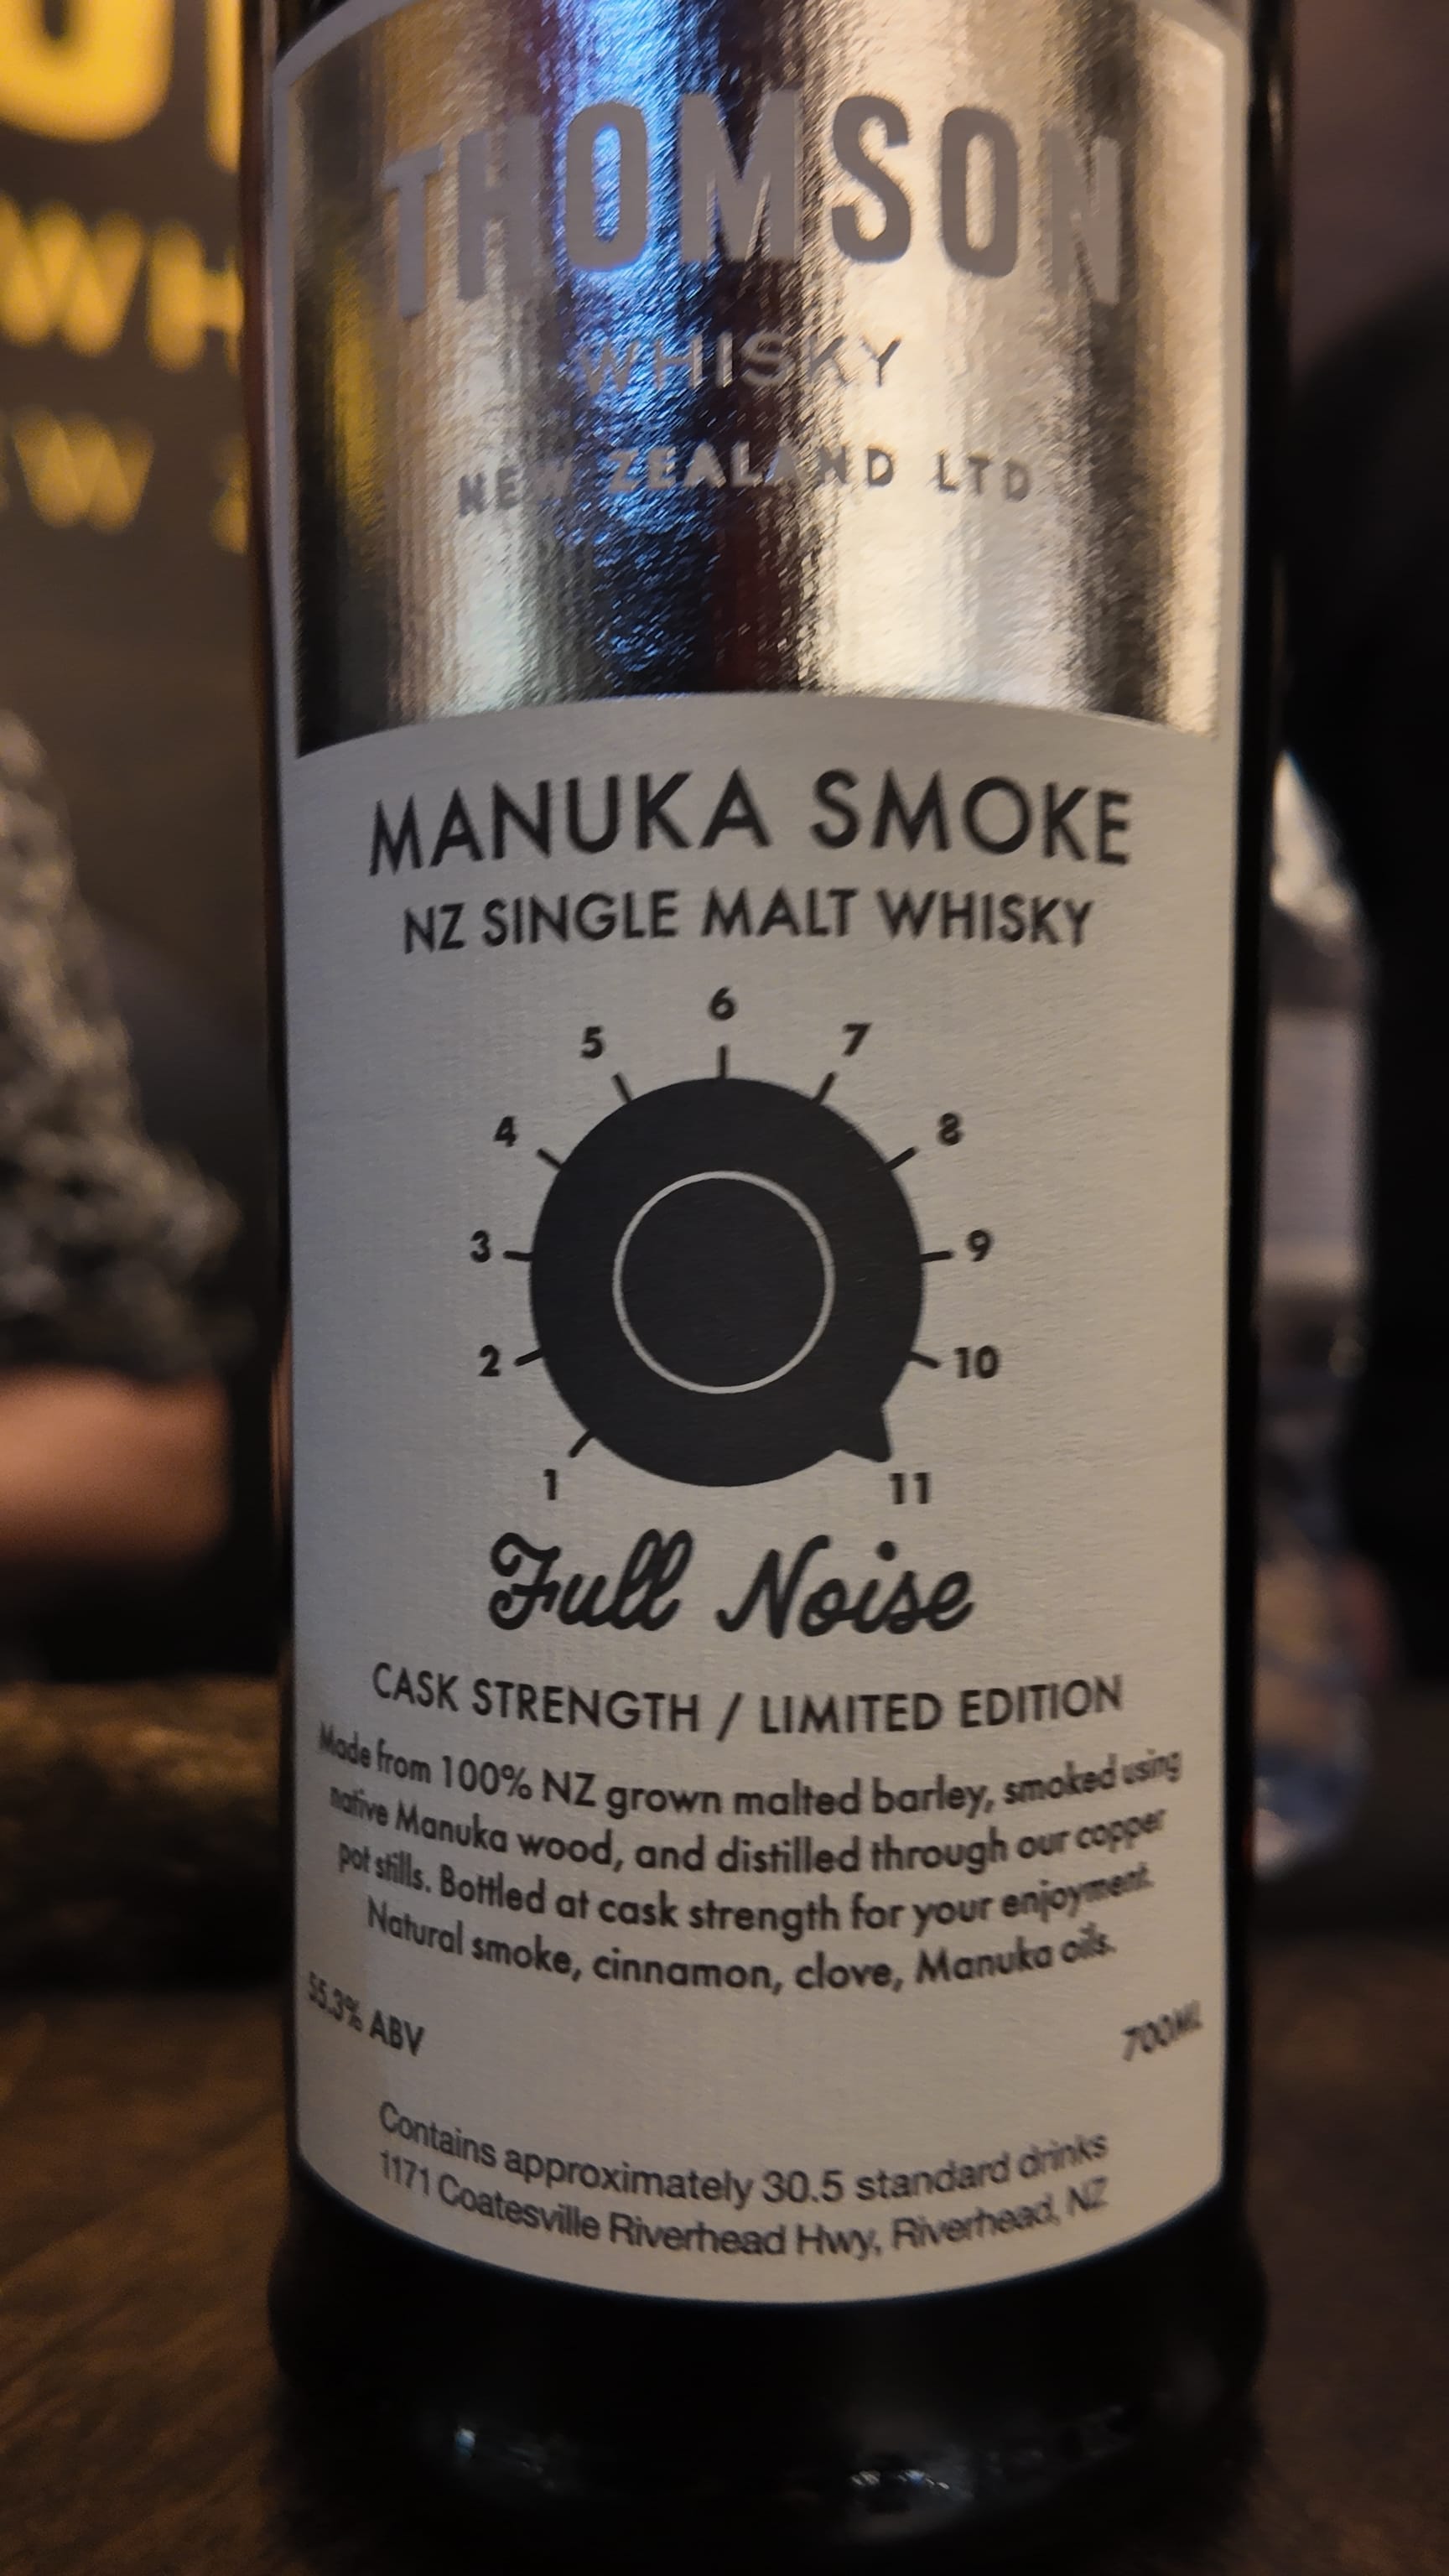 THOMSON
WHISKY
NEW ZEALAND LTD
MANUKA SMOKE
NZ SINGLE MALT WHISKY
6
5 7
4 8
3 9
2 10
1 11
Full Noise
CASK STRENGTH / LIMITED EDITION
Made from 100% NZ grown malted barley, smoked using
native Manuka wood, and distilled through our copper
pot stills. Bottled at cask strength for your enjoyment.
Natural smoke, cinnamon, clove, Manuka oils.
55.3% ABV 700ML
Contains approximately 30.5 standard drinks
1171 Coatesville Riverhead Hwy, Riverhead, NZ